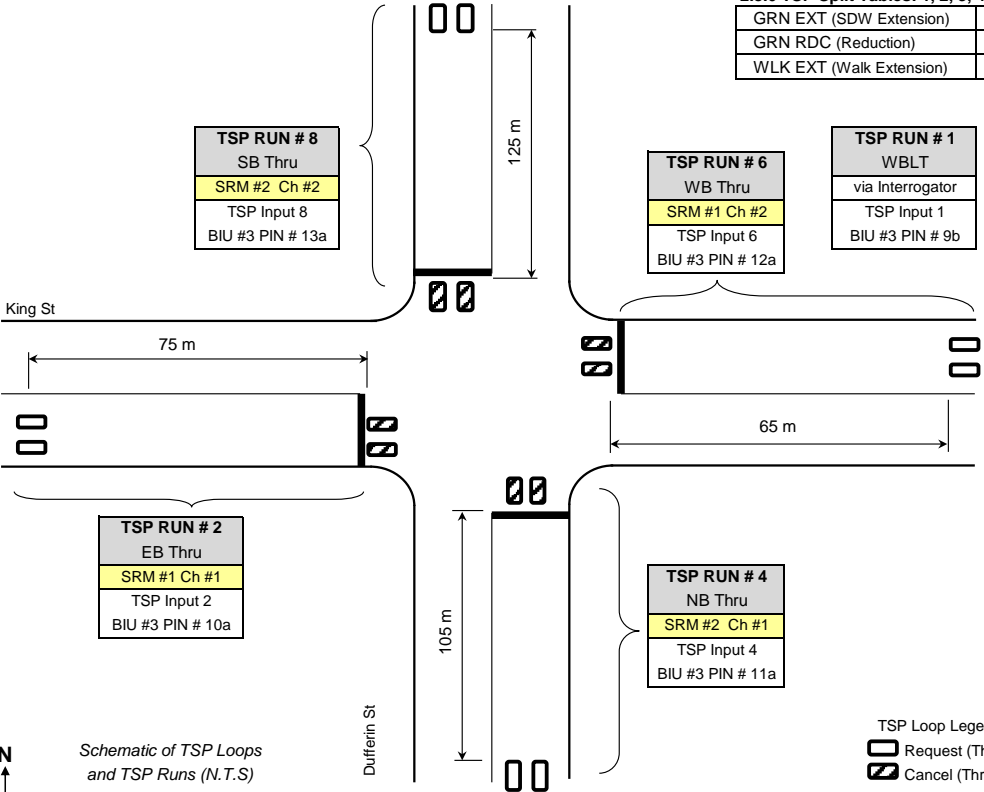 GRN EXT (SDW Extension)
GRN RDC (Reduction)
WLK EXT (Walk Extension)
TSP RUN # 8
SB Thru
SRM #2 Ch #2
TSP Input 8
BIU #3 PIN # 13a
125 m
TSP RUN # 6
WB Thru
SRM #1 Ch #2
TSP Input 6
BIU #3 PIN # 12a
TSP RUN # 1
WBLT
via Interrogator
TSP Input 1
BIU #3 PIN # 9b
King St
75 m
65 m
TSP RUN # 2
EB Thru
SRM #1 Ch #1
TSP Input 2
BIU #3 PIN # 10a
105 m
TSP RUN # 4
NB Thru
SRM #2 Ch #1
TSP Input 4
BIU #3 PIN # 11a
Dufferin St
N
Schematic of TSP Loops
and TSP Runs (N.T.S)
TSP Loop
Request
Cancel